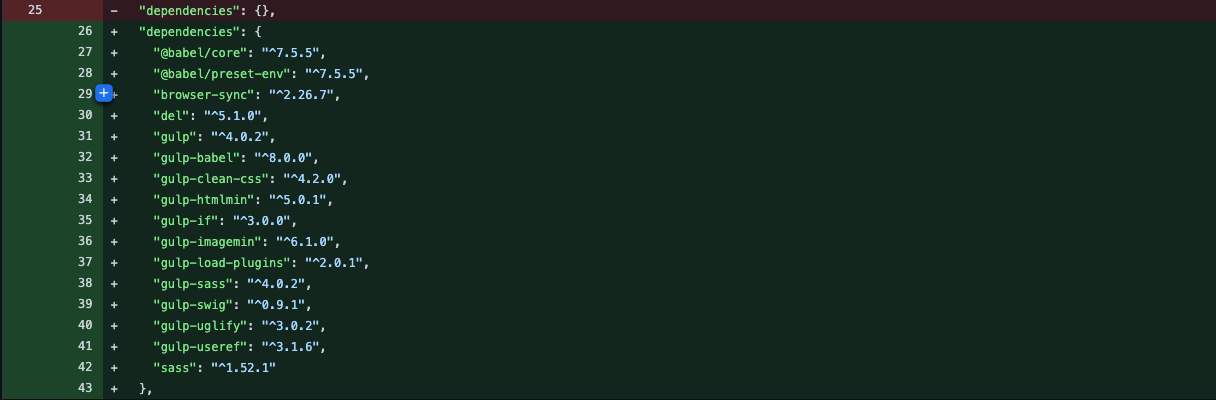 25 - "dependencies": {},
26 + "dependencies": {
27 + "@babel/core": "^7.5.5",
28 + "@babel/preset-env": "^7.5.5",
29 + "browser-sync": "^2.26.7",
30 + "del": "^5.1.0",
31 + "gulp": "^4.0.2",
32 + "gulp-babel": "^8.0.0",
33 + "gulp-clean-css": "^4.2.0",
34 + "gulp-htmlmin": "^5.0.1",
35 + "gulp-if": "^3.0.0",
36 + "gulp-imagemin": "^6.1.0",
37 + "gulp-load-plugins": "^2.0.1",
38 + "gulp-sass": "^4.0.2",
39 + "gulp-swig": "^0.9.1",
40 + "gulp-uglify": "^3.0.2",
41 + "gulp-useref": "^3.1.6",
42 + "sass": "^1.52.1"
43 + },